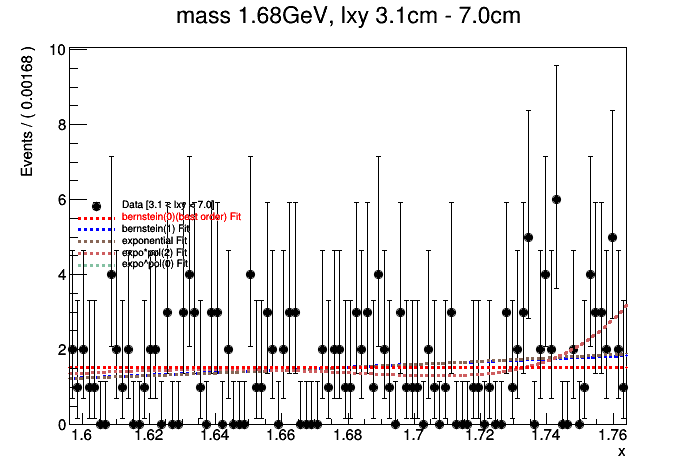 mass 1.68GeV, lxy 3.1cm - 7.0cm
Events / ( 0.00168 )
10
8
6
4
2
0
Data [3.1 < lxy < 7.0]
bernstein(0)(best order) Fit
bernstein(1) Fit
exponential Fit
expo*pol(2) Fit
expo^pol(0) Fit
1.6 1.62 1.64 1.66 1.68 1.7 1.72 1.74 1.76
x